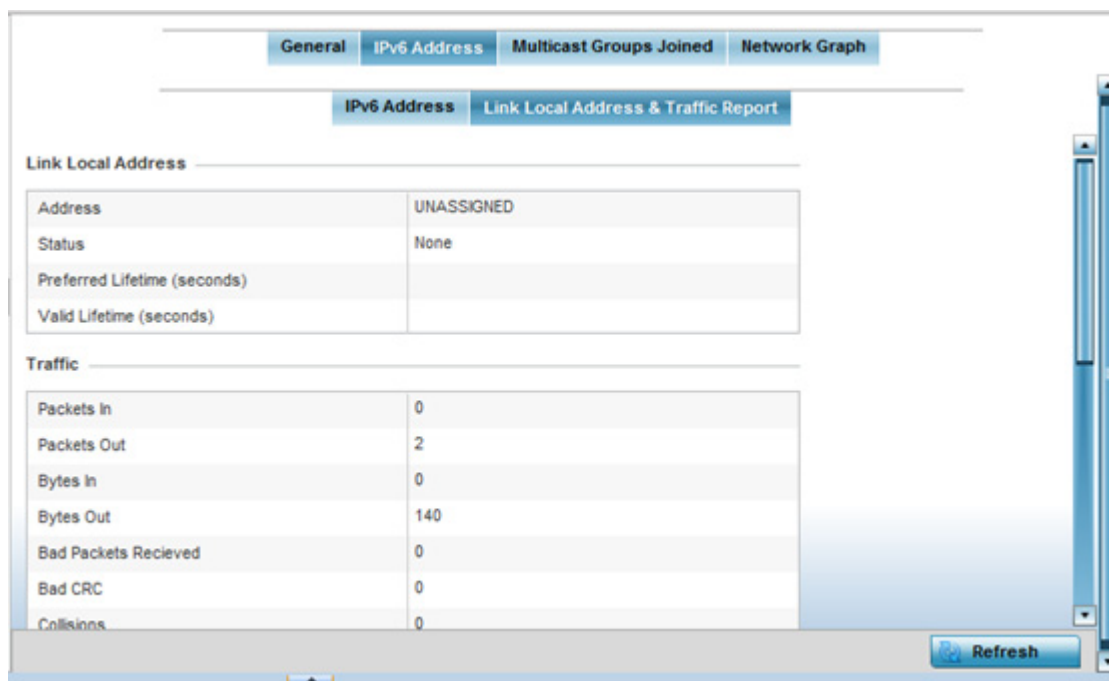 General IPv6 Address Multicast Groups Joined Network Graph
IPv6 Address Link Local Address & Traffic Report
Link Local Address
Address UNASSIGNED
Status None
Preferred Lifetime (seconds)
Valid Lifetime (seconds)
Traffic
Packets In 0
Packets Out 2
Bytes In 0
Bytes Out 140
Bad Packets Recieved 0
Bad CRC 0
Collisions 0
Refresh